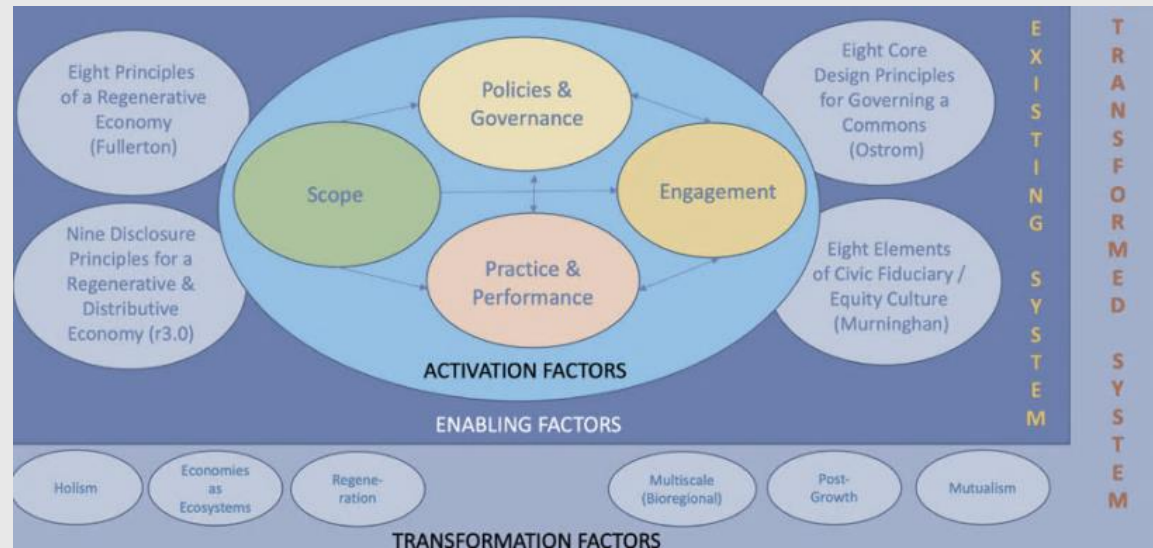 Eight Principles
of a Regenerative
Economy
(Fullerton)
Policies &
Governance
Eight Core
Design Principles
for Governing a
Commons
(Ostrom)
Scope
Engagement
Nine Disclosure
Principles for a
Regenerative &
Distributive
Economy (r3.0)
Practice &
Performance
Eight Elements
of Civic Fiduciary /
Equity Culture
(Murninghan)
ACTIVATION FACTORS
ENABLING FACTORS
EXISTING SYSTEM
TRANSFORMED SYSTEM
Holism
Economies
as
Ecosystems
Regene-
ration
Multiscale
(Bioregional)
Post-
Growth
Mutualism
TRANSFORMATION FACTORS